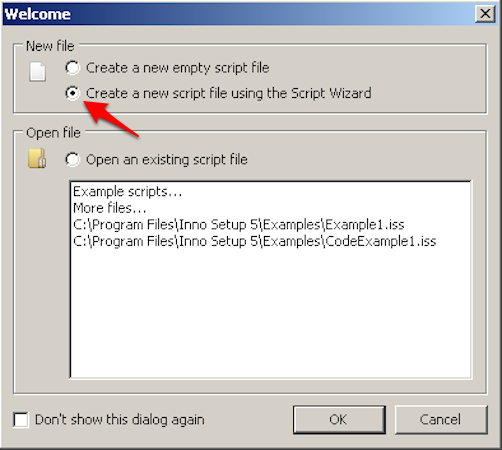 Welcome
New file
Create a new empty script file
Create a new script file using the Script Wizard
Open file
Open an existing script file
Example scripts...
More files...
C:\Program Files\Inno Setup 5\Examples\Example1.iss
C:\Program Files\Inno Setup 5\Examples\CodeExample1.iss
Don't show this dialog again
OK
Cancel